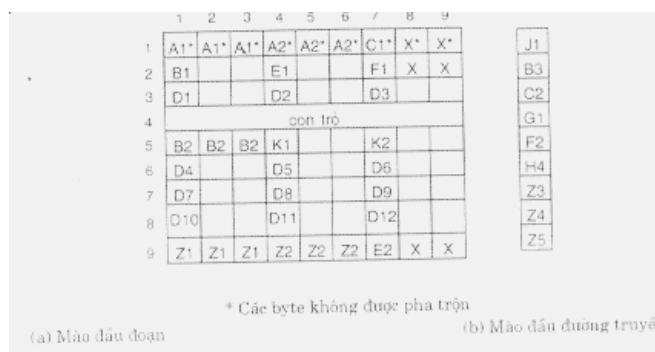 1 2 3 4 5 6 7 8 9
1 A1* A1* A1* A2* A2* A2* C1* X* X* J1
2 B1 E1 F1 X X B3
3 D1 D2 D3 C2
4 con trỏ G1
5 B2 B2 B2 K1 K2 F2
6 D4 D5 D6 H4
7 D7 D8 D9 Z3
8 D10 D11 D12 Z4
9 Z1 Z1 Z1 Z2 Z2 Z2 E2 X X Z5
* Các byte không được pha trộn
(a) Mào đầu đoạn (b) Mào đầu đường truyề